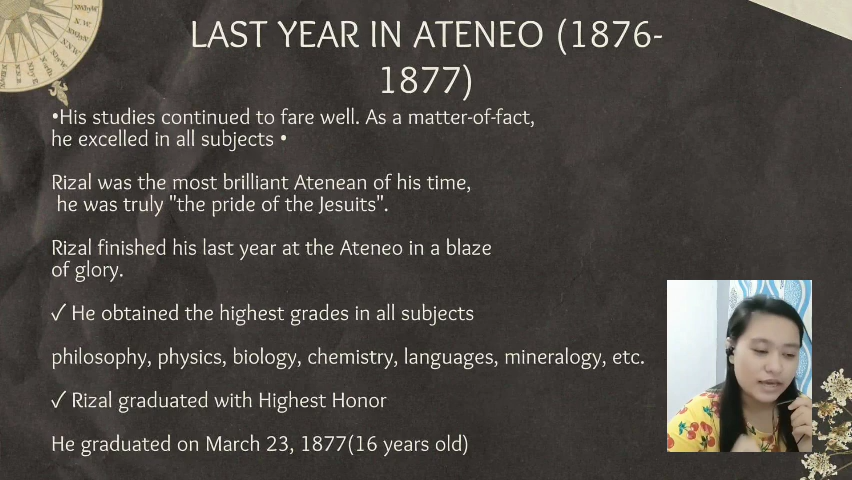 LAST YEAR IN ATENEO (1876-
1877)
•His studies continued to fare well. As a matter-of-fact,
he excelled in all subjects •
Rizal was the most brilliant Atenean of his time,
he was truly "the pride of the Jesuits".
Rizal finished his last year at the Ateneo in a blaze
of glory.
✓ He obtained the highest grades in all subjects
philosophy, physics, biology, chemistry, languages, mineralogy, etc.
✓ Rizal graduated with Highest Honor
He graduated on March 23, 1877(16 years old)